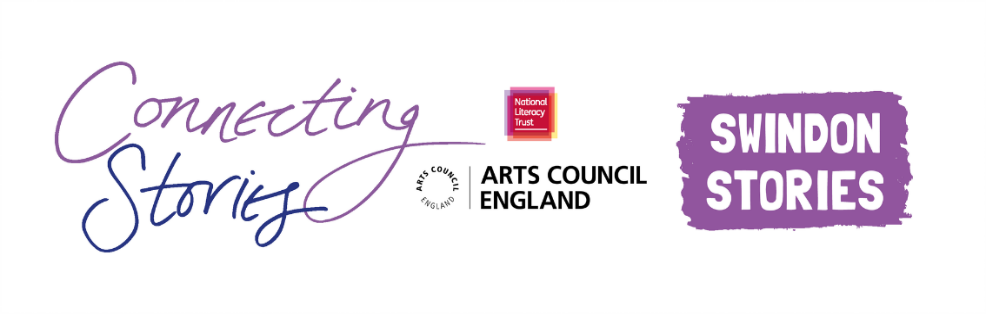 Connecting
Stories
National
Literacy
Trust
ARTS COUNCIL
ENGLAND
ARTS COUNCIL
ENGLAND
SWINDON
STORIES